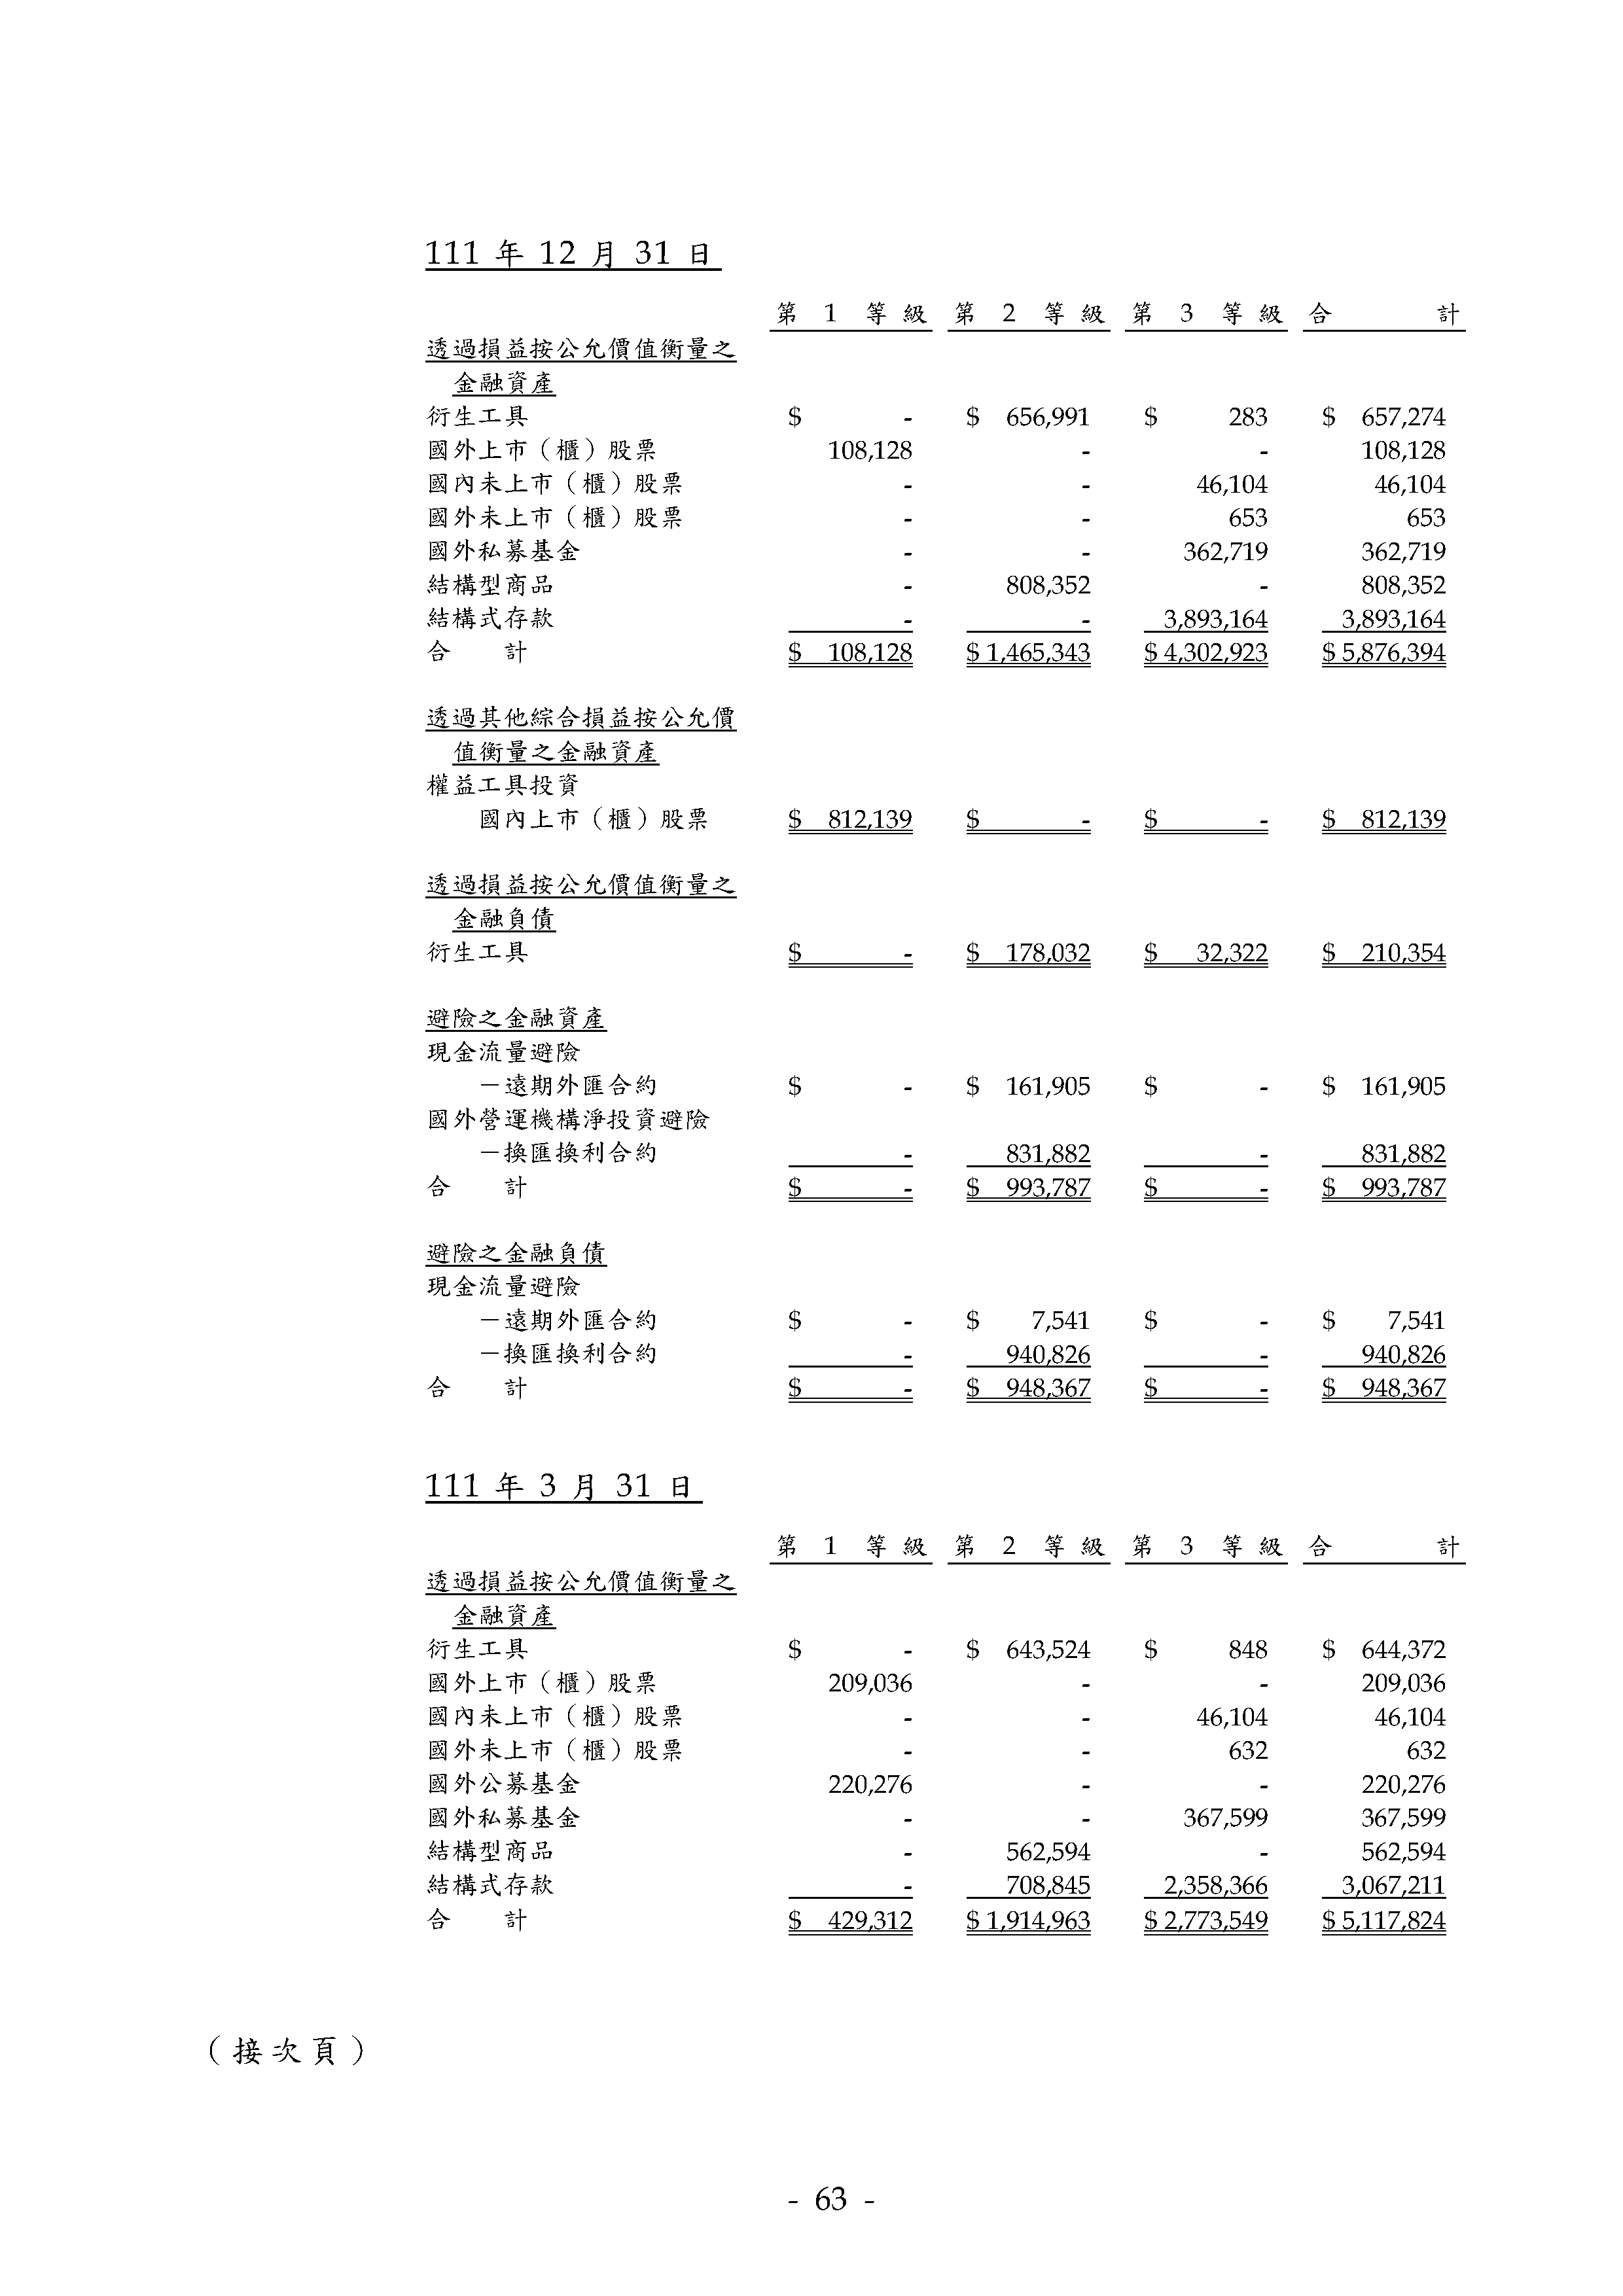 111 年 12 月 31 日
第 1 等級 第 2 等級 第 3 等級 合 計
透過損益按公允價值衡量之
金融資產
衍生工具 $ - $ 656,991 $ 283 $ 657,274
國外上市（櫃）股票 108,128 - - 108,128
國內未上市（櫃）股票 - - 46,104 46,104
國外未上市（櫃）股票 - - 653 653
國外私募基金 - - 362,719 362,719
結構型商品 - 808,352 - 808,352
結構式存款 - - 3,893,164 3,893,164
合 計 $ 108,128 $ 1,465,343 $ 4,302,923 $ 5,876,394
透過其他綜合損益按公允價
值衡量之金融資產
權益工具投資
國內上市（櫃）股票 $ 812,139 $ - $ - $ 812,139
透過損益按公允價值衡量之
金融負債
衍生工具 $ - $ 178,032 $ 32,322 $ 210,354
避險之金融資產
現金流量避險
－遠期外匯合約 $ - $ 161,905 $ - $ 161,905
國外營運機構淨投資避險
－換匯換利合約 - 831,882 - 831,882
合 計 $ - $ 993,787 $ - $ 993,787
避險之金融負債
現金流量避險
－遠期外匯合約 $ - $ 7,541 $ - $ 7,541
－換匯換利合約 - 940,826 - 940,826
合 計 $ - $ 948,367 $ - $ 948,367
111 年 3 月 31 日
第 1 等級 第 2 等級 第 3 等級 合 計
透過損益按公允價值衡量之
金融資產
衍生工具 $ - $ 643,524 $ 848 $ 644,372
國外上市（櫃）股票 209,036 - - 209,036
國內未上市（櫃）股票 - - 46,104 46,104
國外未上市（櫃）股票 - - 632 632
國外公募基金 220,276 - - 220,276
國外私募基金 - - 367,599 367,599
結構型商品 - 562,594 - 562,594
結構式存款 - 708,845 2,358,366 3,067,211
合 計 $ 429,312 $ 1,914,963 $ 2,773,549 $ 5,117,824
（接次頁）
- 63 -